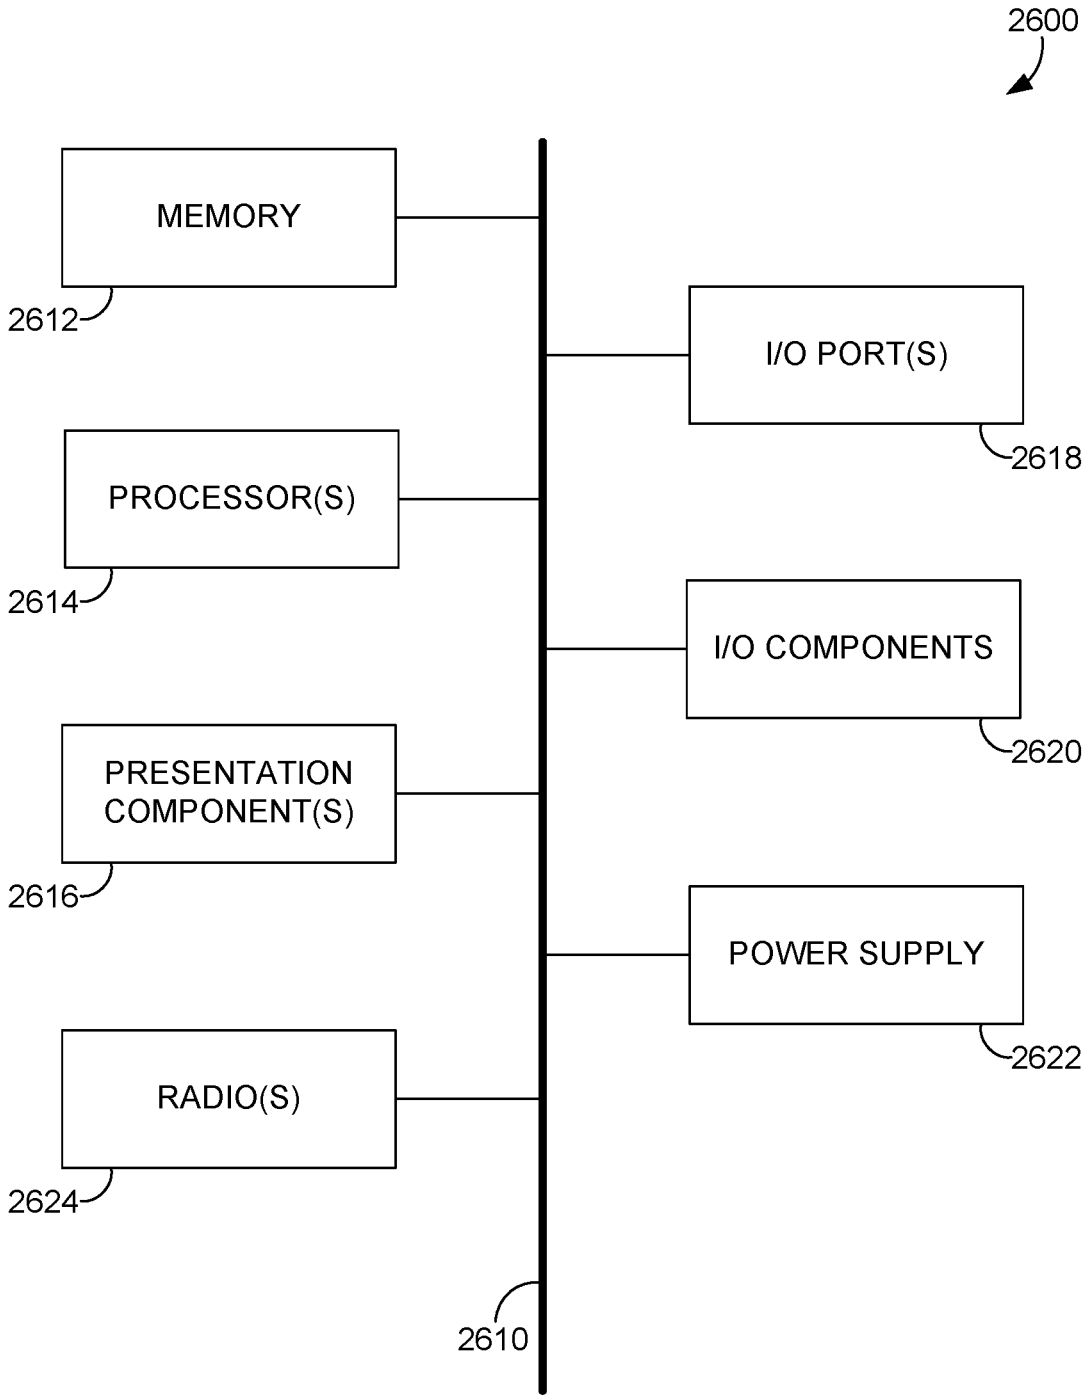 2600
MEMORY
2612
I/O PORT(S)
2618
PROCESSOR(S)
2614
I/O COMPONENTS
2620
PRESENTATION
COMPONENT(S)
2616
POWER SUPPLY
2622
RADIO(S)
2624
2610